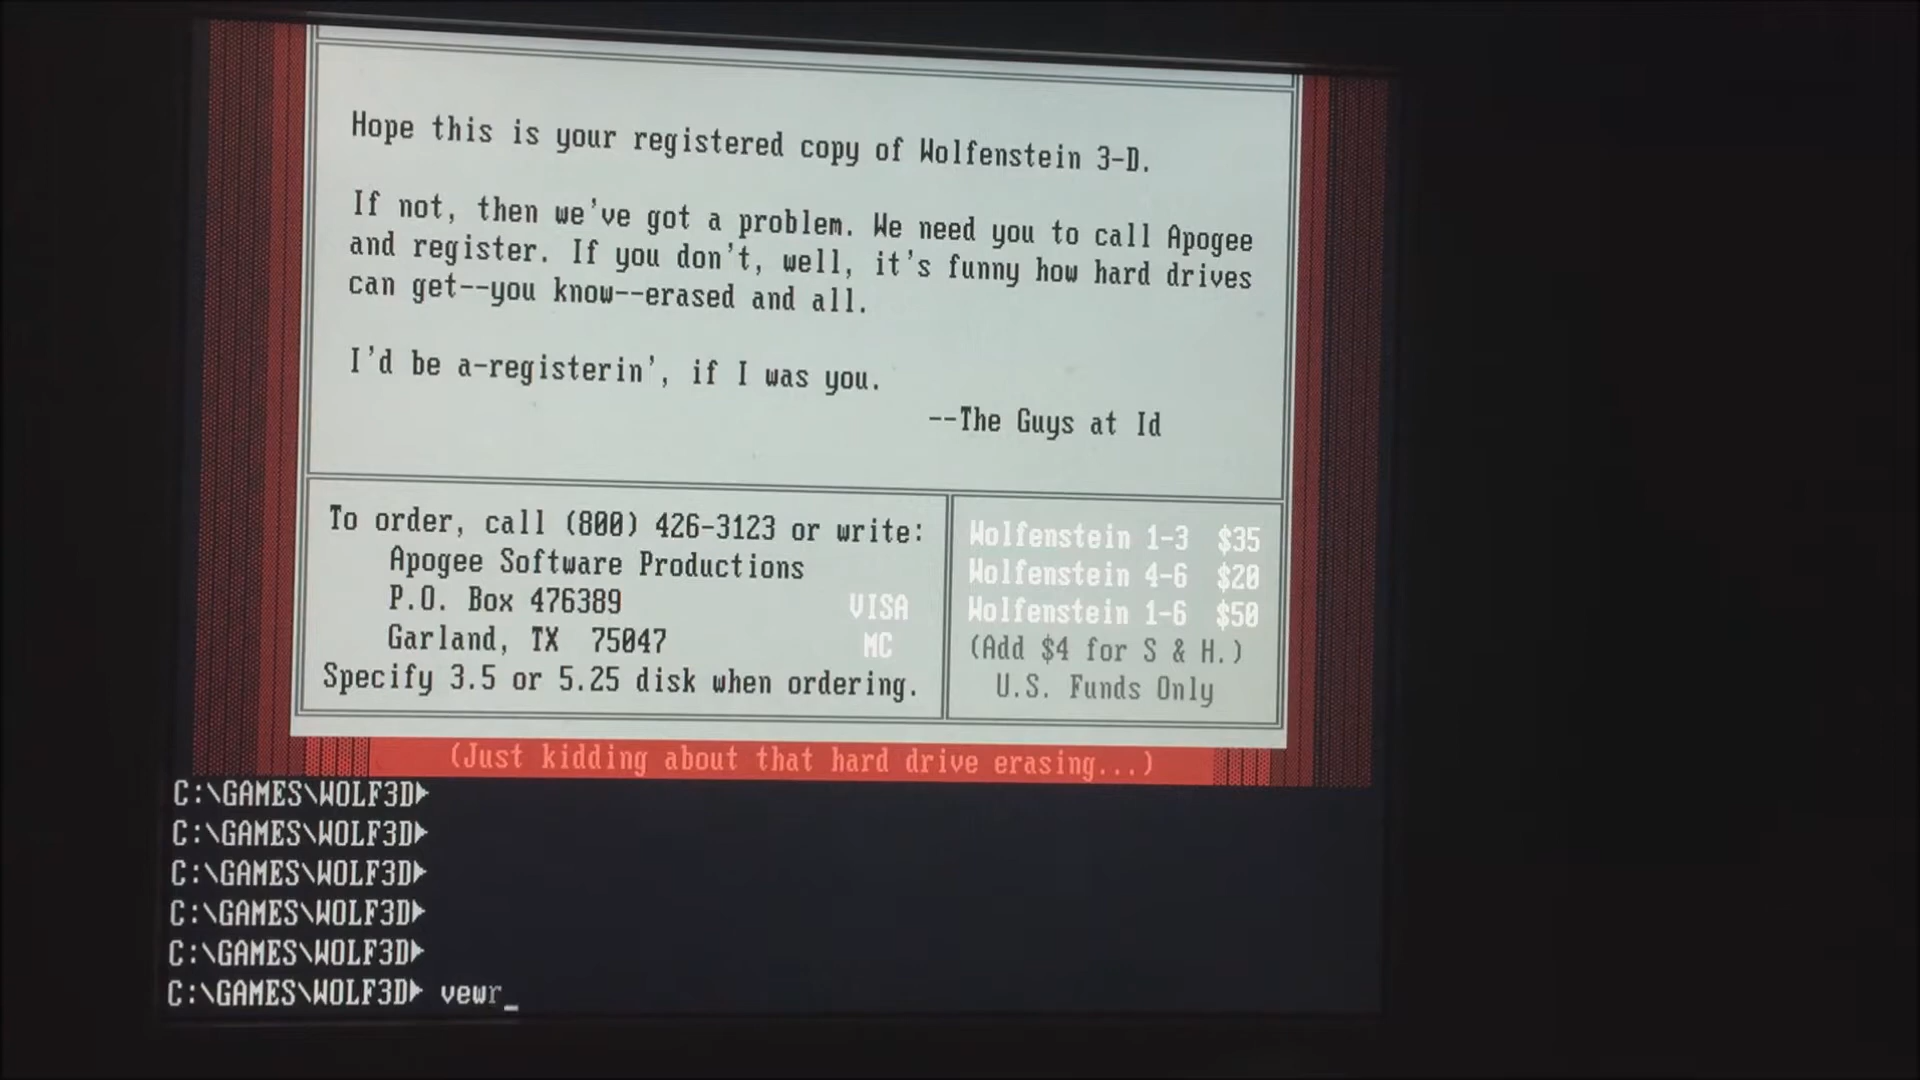 Hope this is your registered copy of Wolfenstein 3-D.
If not, then we've got a problem. We need you to call Apogee
and register. If you don't, well, it's funny how hard drives
can get--you know--erased and all.
I'd be a-registerin', if I was you.
--The Guys at Id
To order, call (800) 426-3123 or write:
Apogee Software Productions
P.O. Box 476389
VISA
Garland, TX 75047
MC
Specify 3.5 or 5.25 disk when ordering.
Wolfenstein 1-3 $35
Wolfenstein 4-6 $20
Wolfenstein 1-6 $50
(Add $4 for S & H.)
U.S. Funds Only
(Just kidding about that hard drive erasing...)
C:\GAMES\WOLF3D►
C:\GAMES\WOLF3D►
C:\GAMES\WOLF3D►
C:\GAMES\WOLF3D►
C:\GAMES\WOLF3D►
C:\GAMES\WOLF3D► vewr_